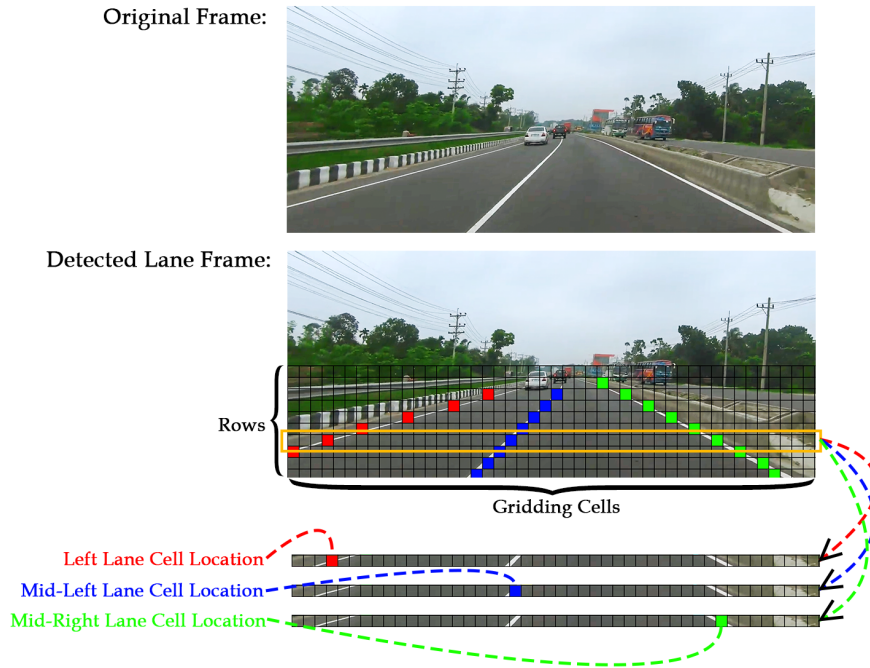 Original Frame:
Detected Lane Frame:
Rows
Gridding Cells
Left Lane Cell Location
Mid-Left Lane Cell Location
Mid-Right Lane Cell Location